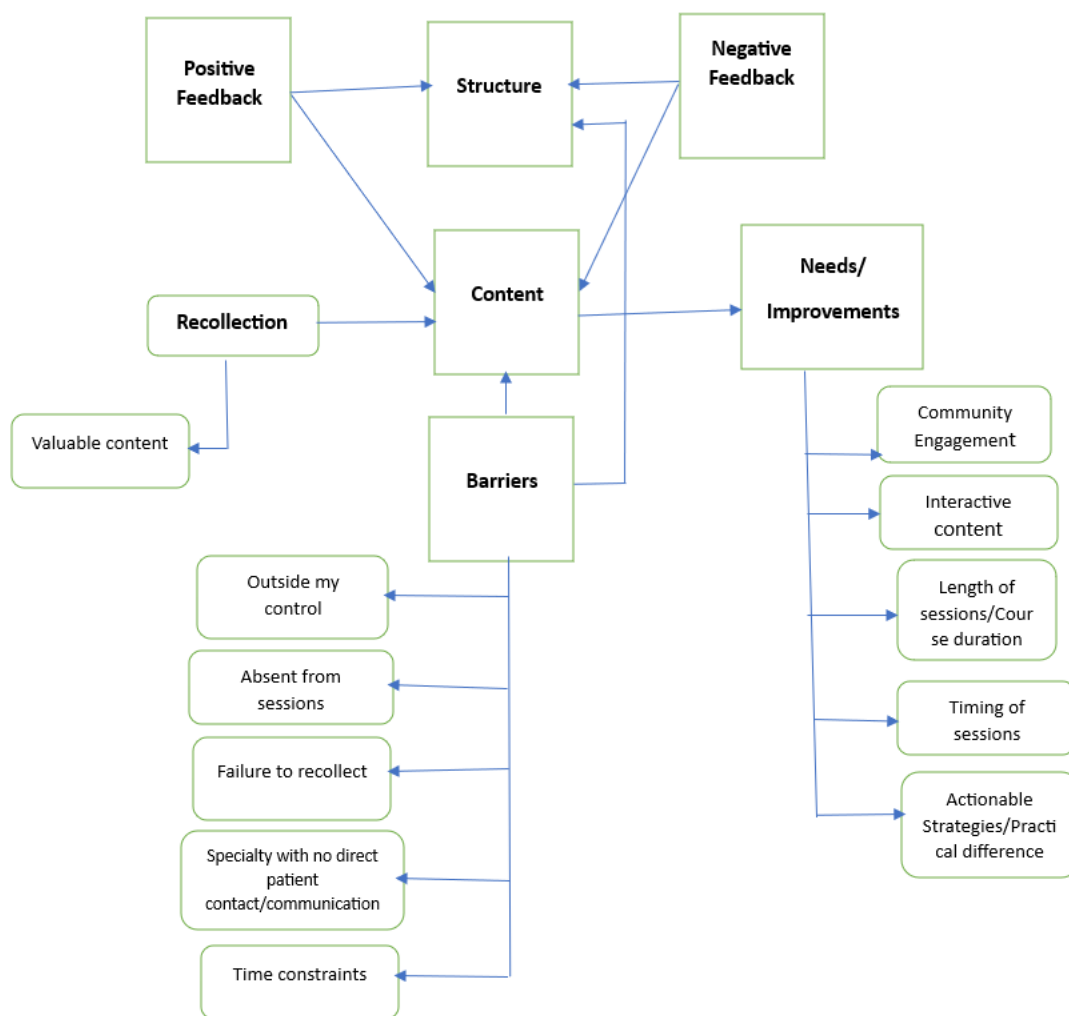 Positive
Feedback
Structure
Negative
Feedback
Content
Needs/
Improvements
Recollection
Valuable content
Barriers
Community
Engagement
Interactive
content
Length of
sessions/Cour
se duration
Timing of
sessions
Actionable
Strategies/Practi
cal difference
Outside my
control
Absent from
sessions
Failure to recollect
Specialty with no direct
patient
contact/communication
Time constraints